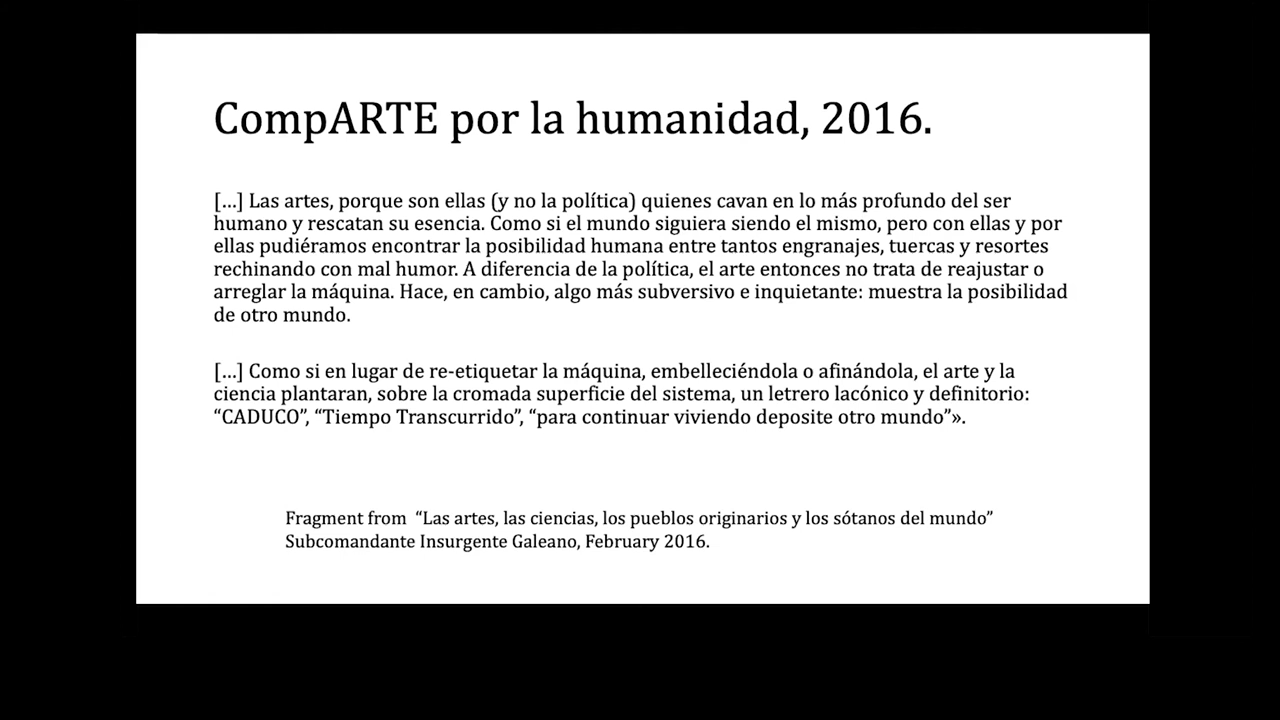 CompARTE por la humanidad, 2016.
[…] Las artes, porque son ellas (y no la política) quienes cavan en lo más profundo del ser
humano y rescatan su esencia. Como si el mundo siguiera siendo el mismo, pero con ellas y por
ellas pudiéramos encontrar la posibilidad humana entre tantos engranajes, tuercas y resortes
rechinando con mal humor. A diferencia de la política, el arte entonces no trata de reajustar o
arreglar la máquina. Hace, en cambio, algo más subversivo e inquietante: muestra la posibilidad
de otro mundo.
[…] Como si en lugar de re-etiquetar la máquina, embelleciéndola o afinándola, el arte y la
ciencia plantaran, sobre la cromada superficie del sistema, un letrero lacónico y definitorio:
“CADUCO”, “Tiempo Transcurrido”, “para continuar viviendo deposite otro mundo”».
Fragment from “Las artes, las ciencias, los pueblos originarios y los sótanos del mundo”
Subcomandante Insurgente Galeano, February 2016.